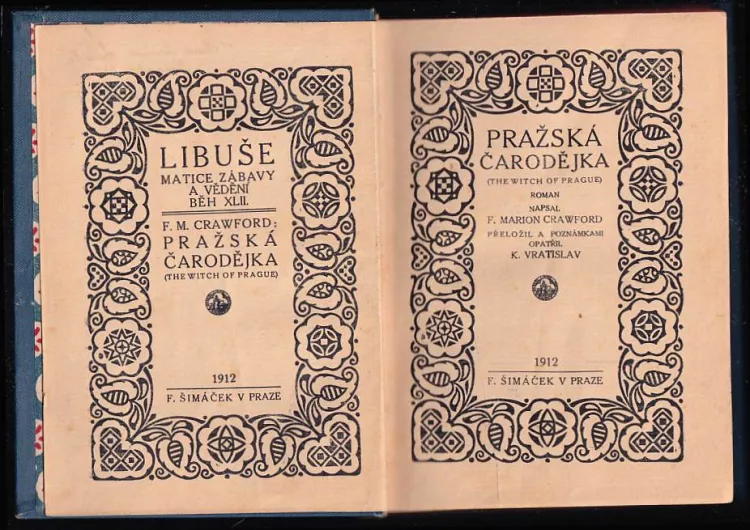 LIBUŠE
MATICE ZÁBAVY
A VĚDĚNÍ
BĚH XLII.
F. M. CRAWFORD:
PRAŽSKÁ
ČARODĚJKA
(THE WITCH OF PRAGUE)
1912
F. ŠIMÁČEK V PRAZE
PRAŽSKÁ
ČARODĚJKA
(THE WITCH OF PRAGUE)
ROMAN
NAPSAL
F. MARION CRAWFORD
PŘELOŽIL A POZNÁMKAMI
OPATŘIL
K. VRATISLAV
1912
F. ŠIMÁČEK V PRAZE